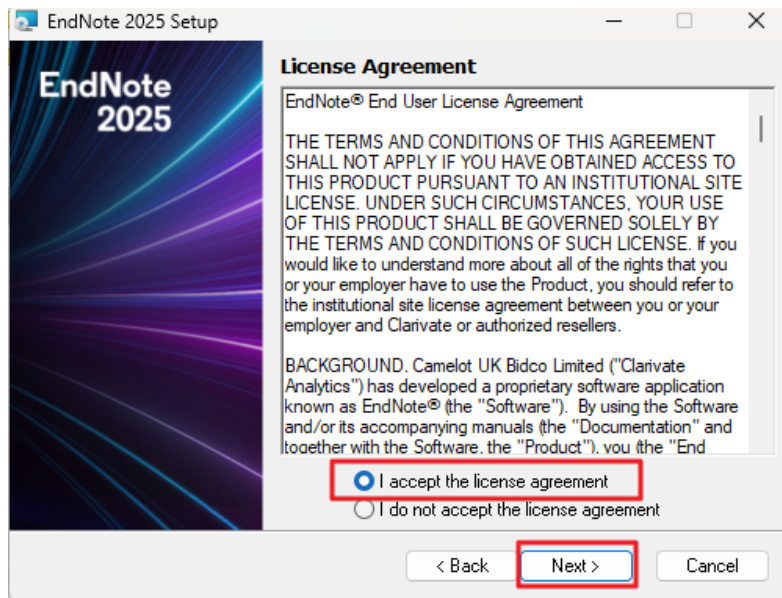 EndNote 2025 Setup
EndNote
2025
License Agreement
EndNote® End User License Agreement
THE TERMS AND CONDITIONS OF THIS AGREEMENT
SHALL NOT APPLY IF YOU HAVE OBTAINED ACCESS TO
THIS PRODUCT PURSUANT TO AN INSTITUTIONAL SITE
LICENSE. UNDER SUCH CIRCUMSTANCES, YOUR USE
OF THIS PRODUCT SHALL BE GOVERNED SOLELY BY
THE TERMS AND CONDITIONS OF SUCH LICENSE. If you
would like to understand more about all of the rights that you
or your employer have to use the Product, you should refer to
the institutional site license agreement between you or your
employer and Clarivate or authorized resellers.
BACKGROUND. Camelot UK Bidco Limited ("Clarivate
Analytics") has developed a proprietary software application
known as EndNote® (the "Software"). By using the Software
and/or its accompanying manuals (the "Documentation" and
together with the Software, the "Product"), you (the "End
I accept the license agreement
I do not accept the license agreement
< Back
Next >
Cancel